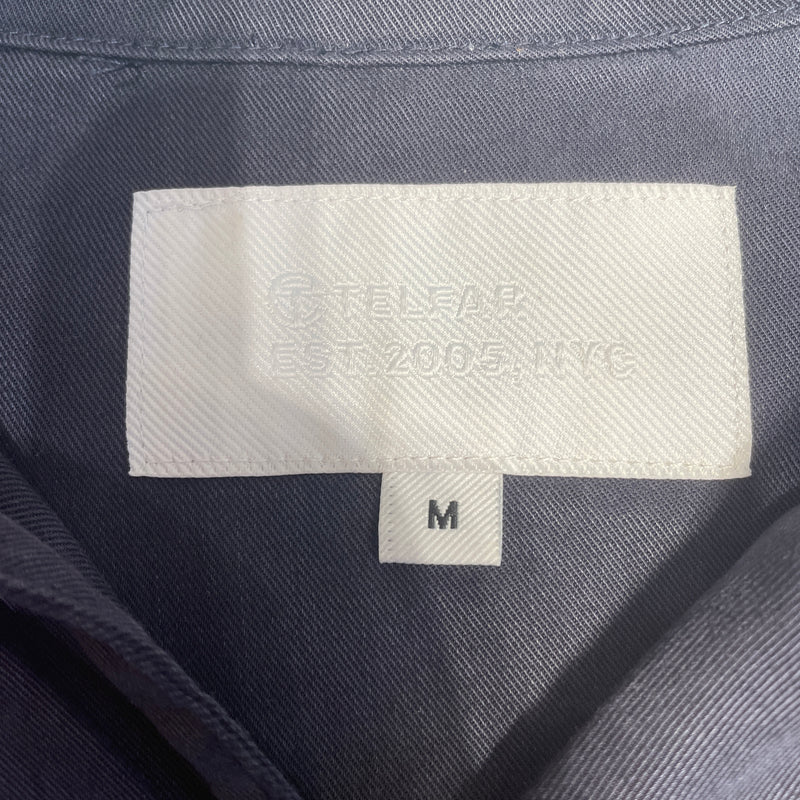 TELFAR
EST. 2005, NYC
M